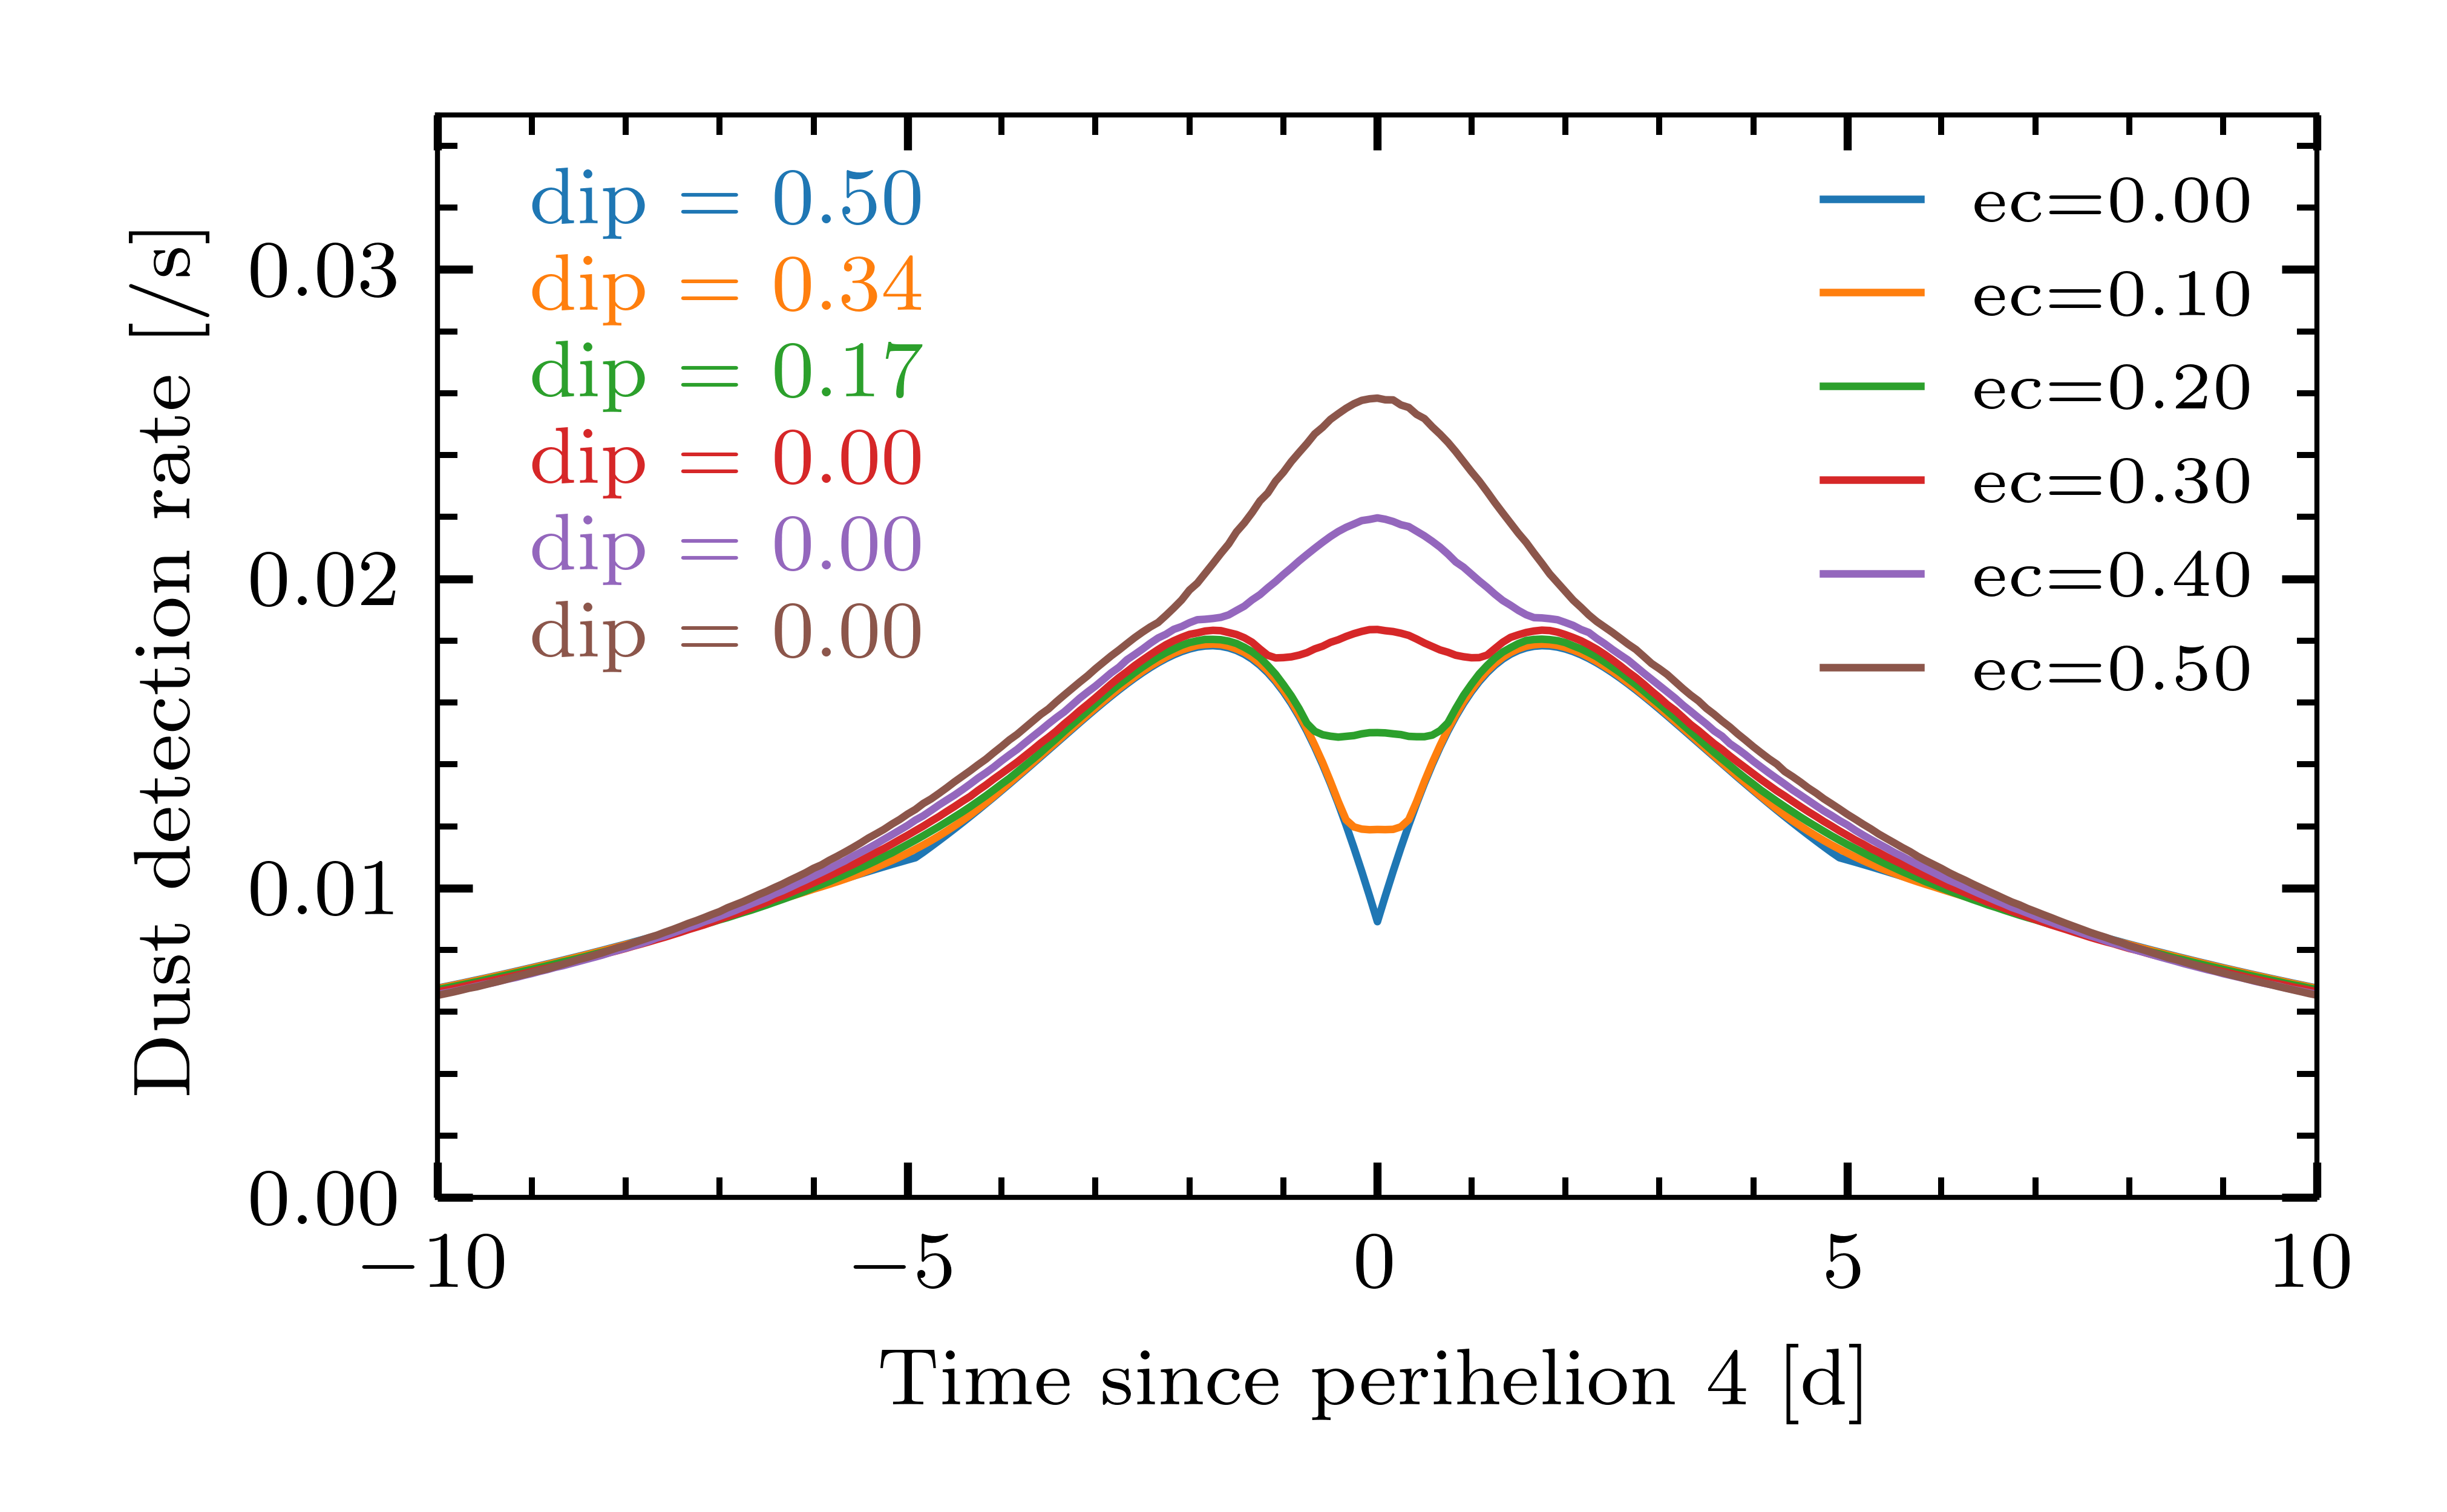 dip = 0.50
dip = 0.34
dip = 0.17
dip = 0.00
dip = 0.00
dip = 0.00
ec=0.00
ec=0.10
ec=0.20
ec=0.30
ec=0.40
ec=0.50
Dust detection rate [/s]
0.03
0.02
0.01
0.00
−10
−5
0
5
10
Time since perihelion 4 [d]